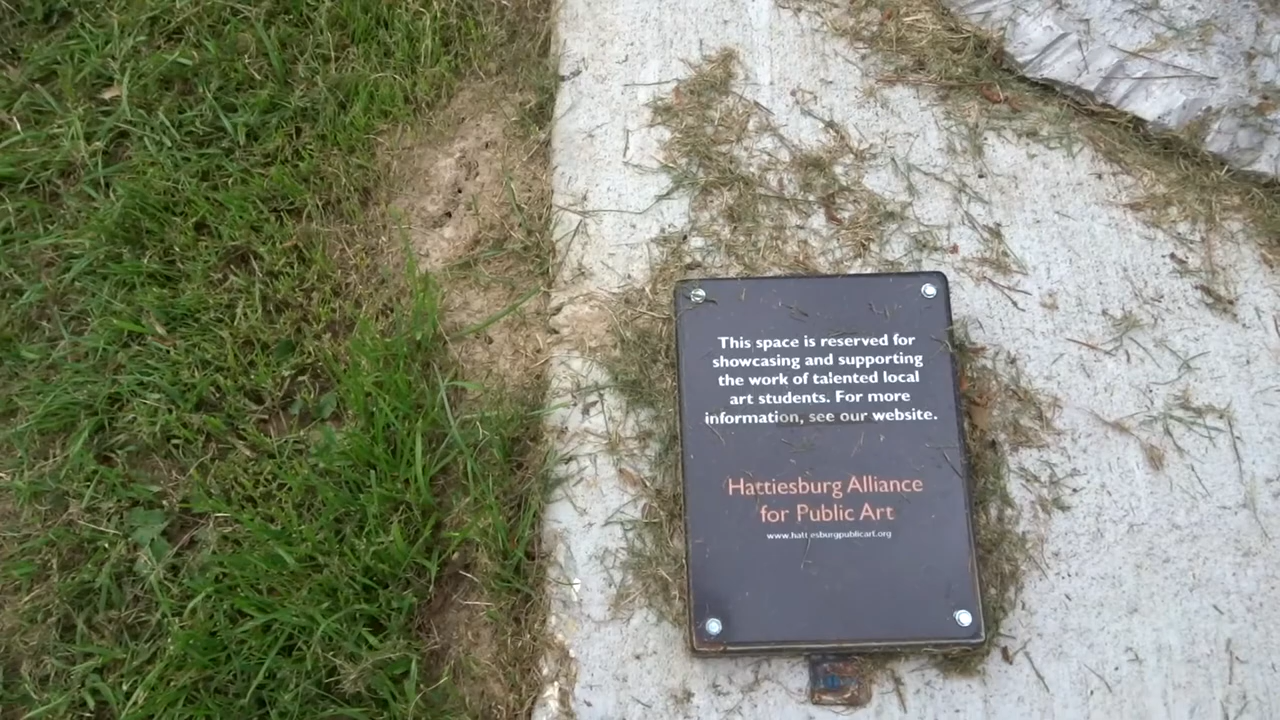 This space is reserved for
showcasing and supporting
the work of talented local
art students. For more
information, see our website.
Hattiesburg Alliance
for Public Art
www.hattiesburgpublicart.org